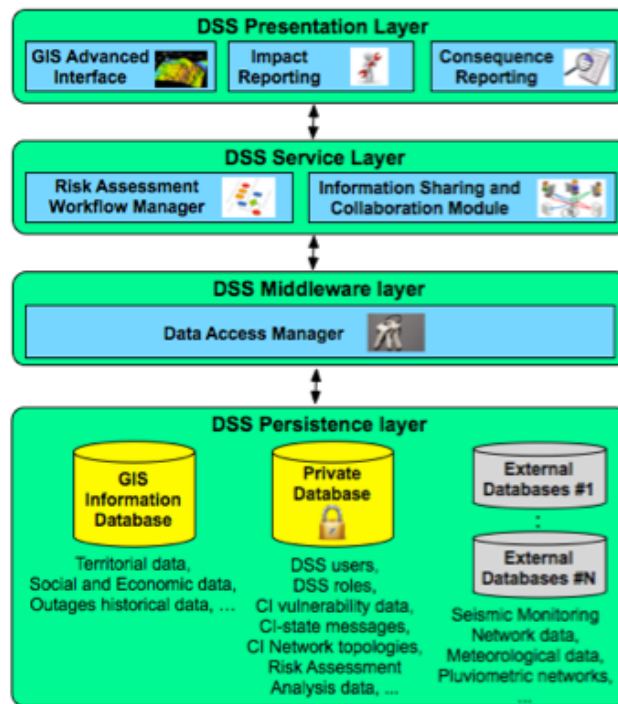 DSS Presentation Layer
GIS Advanced
Interface
Impact
Reporting
Consequence
Reporting
DSS Service Layer
Risk Assessment
Workflow Manager
Information Sharing and
Collaboration Module
DSS Middleware layer
Data Access Manager
DSS Persistence layer
GIS
Information
Database
Territorial data,
Social and Economic data,
Outages historical data, ...
Private
Database
DSS users,
DSS roles,
CI vulnerability data,
CI-state messages,
CI Network topologies,
Risk Assessment
Analysis data, ...
External
Databases #1
:
External
Databases #N
Seismic Monitoring
Network data,
Meteorological data,
Pluviometric networks,
...